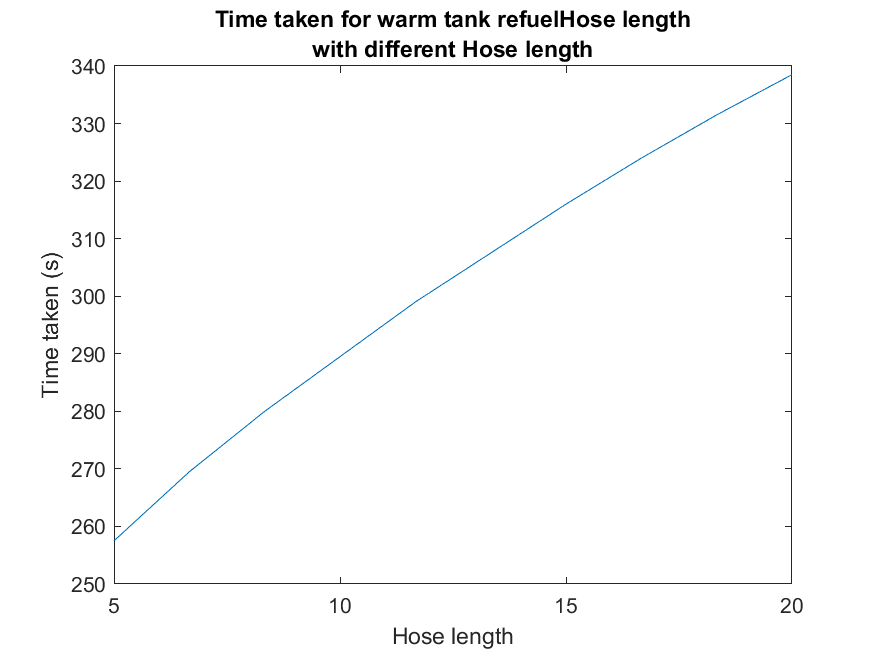 Time taken for warm tank refuelHose length
with different Hose length
340
330
320
310
300
290
280
270
260
250
Time taken (s)
5 10 15 20
Hose length